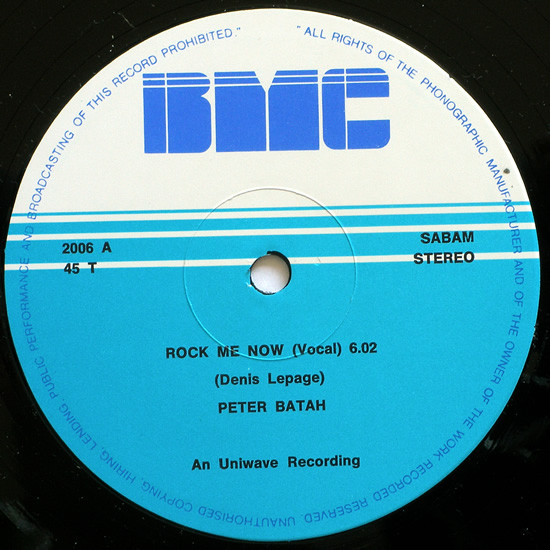 "ALL RIGHTS OF THE PHONOGRAPHIC MANUFACTURER AND OF THE OWNER OF THE WORK RECORDED RESERVED. UNAUTHORISED COPYING, HIRING, LENDING, PUBLIC PERFORMANCE AND BROADCASTING OF THIS RECORD PROHIBITED."
BMC
2006 A
45 T
SABAM
STEREO
ROCK ME NOW (Vocal) 6.02
(Denis Lepage)
PETER BATAH
An Uniwave Recording